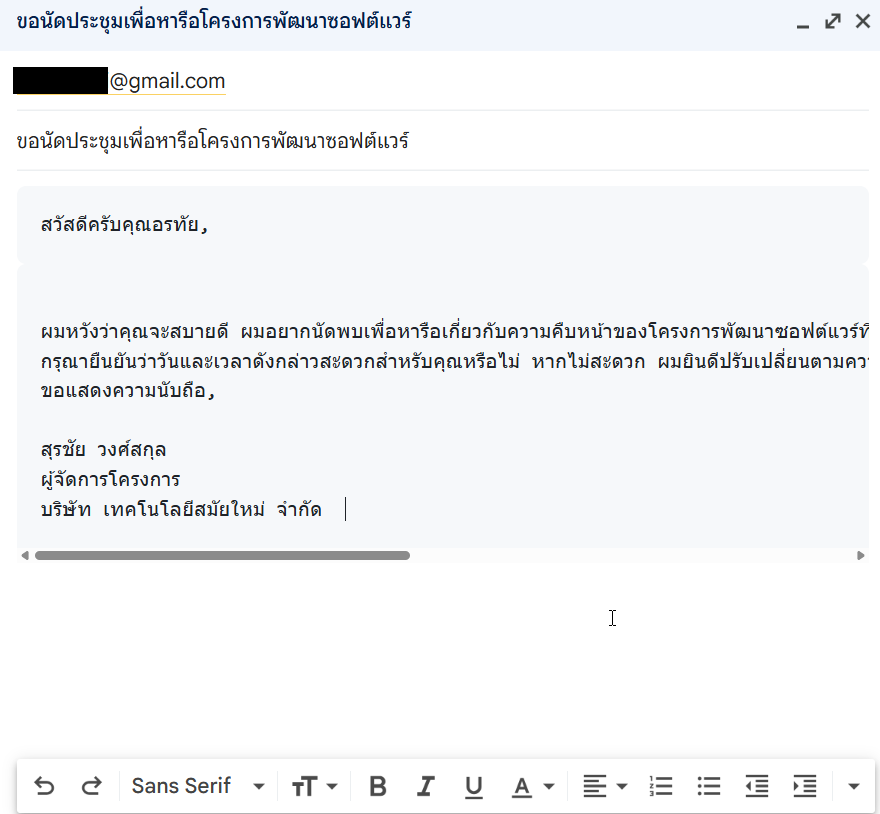 ขอนัดประชุมเพื่อหารือโครงการพัฒนาซอฟต์แวร์
@gmail.com
ขอนัดประชุมเพื่อหารือโครงการพัฒนาซอฟต์แวร์
สวัสดีครับคุณอรทัย,
ผมหวังว่าคุณจะสบายดี ผมอยากนัดพบเพื่อหารือเกี่ยวกับความคืบหน้าของโครงการพัฒนาซอฟต์แวร์
กรุณายืนยันว่าวันและเวลาดังกล่าวสะดวกสำหรับคุณหรือไม่ หากไม่สะดวก ผมยินดีปรับเปลี่ยนตาม
ขอแสดงความนับถือ,
สุรชัย วงศ์สกุล
ผู้จัดการโครงการ
บริษัท เทคโนโลยีสมัยใหม่ จำกัด
Sans Serif